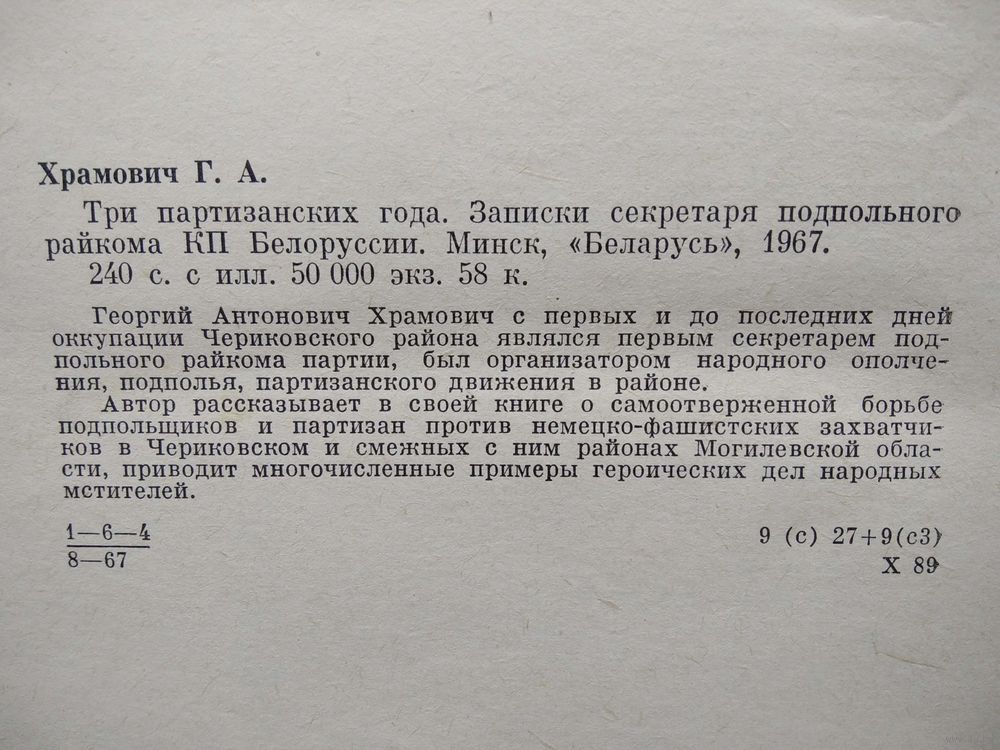 Храмович Г. А.
Три партизанских года. Записки секретаря подпольного
райкома КП Белоруссии. Минск, «Беларусь», 1967.
240 с. с илл. 50 000 экз. 58 к.
Георгий Антонович Храмович с первых и до последних дней
оккупации Чериковского района являлся первым секретарем под-
польного райкома партии, был организатором народного ополче-
ния, подполья, партизанского движения в районе.
Автор рассказывает в своей книге о самоотверженной борьбе
подпольщиков и партизан против немецко-фашистских захватчи-
ков в Чериковском и смежных с ним районах Могилевской обла-
сти, приводит многочисленные примеры героических дел народных
мстителей.
1—6—4
8—67
9 (с) 27+9(с3)
Х 89